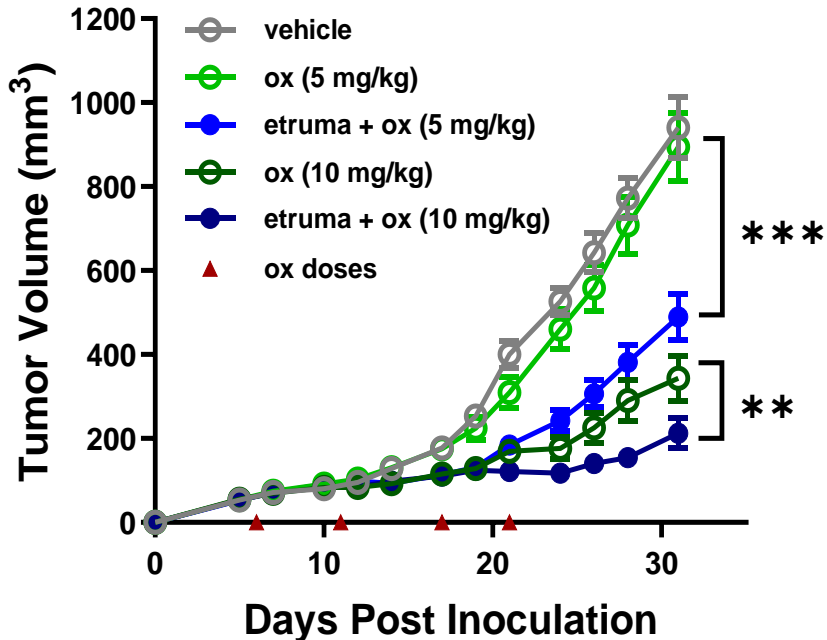 1200
1000
800
600
400
200
0
Tumor Volume (mm³)
vehicle
ox (5 mg/kg)
etruma + ox (5 mg/kg)
ox (10 mg/kg)
etruma + ox (10 mg/kg)
ox doses
***
**
0 10 20 30
Days Post Inoculation